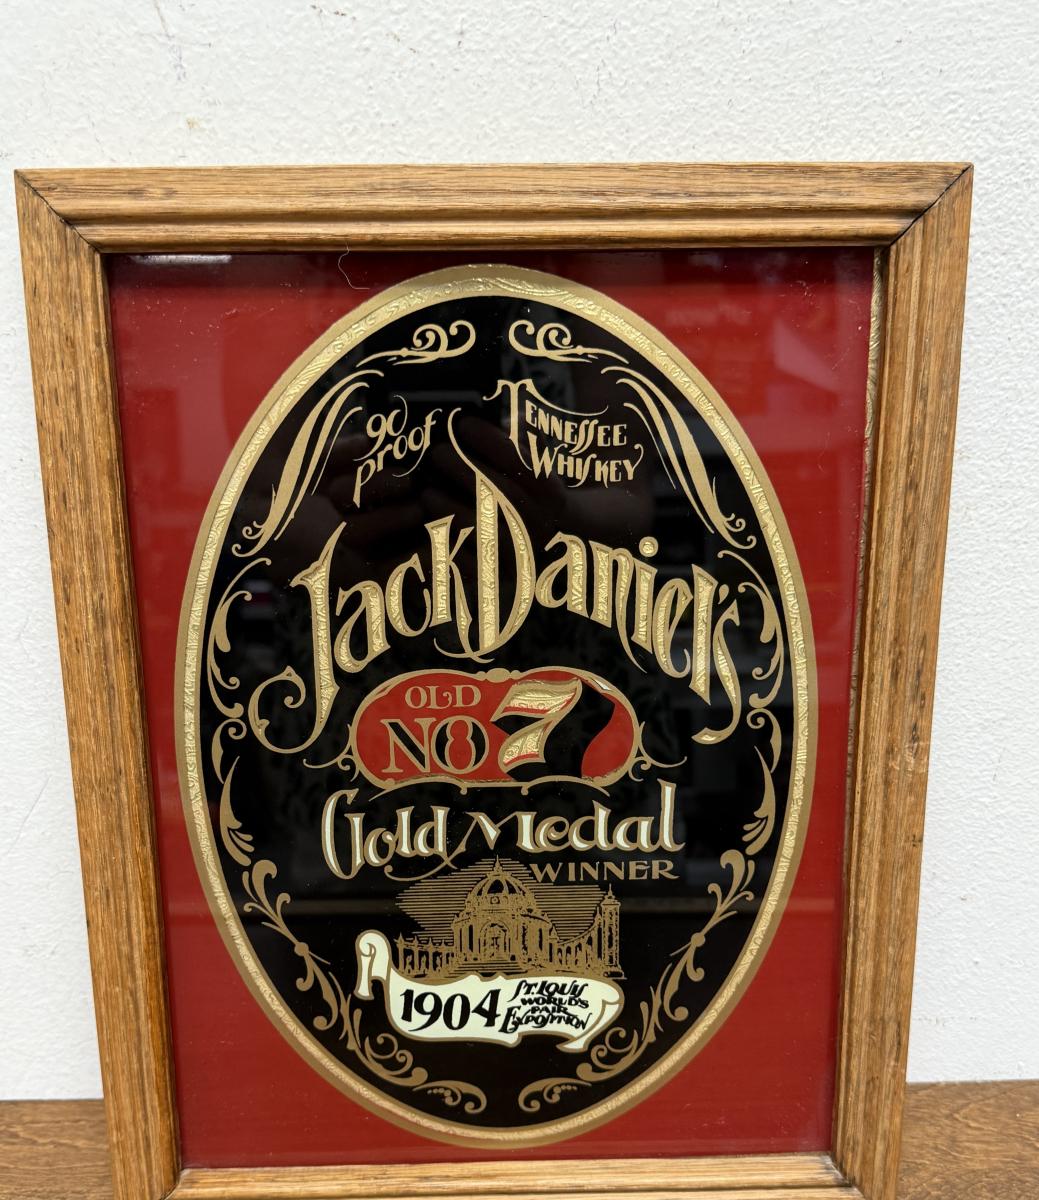 90
proof
Tennessee
Whiskey
Jack Daniel's
OLD
NO 7
Gold Medal
WINNER
1904
St. Louis
World's
Fair
Exposition